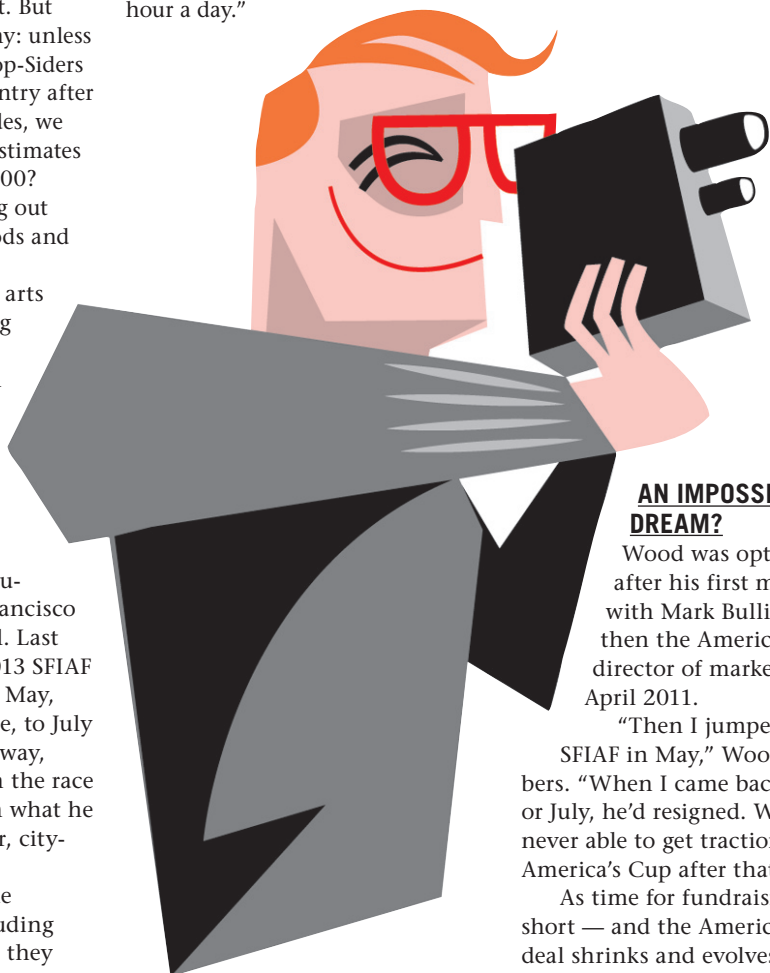 t. But
y: unless
op-Siders
ntry after
les, we
stimates
00?
g out
ods and
arts
g
u-
ancisco
l. Last
013 SFIAF
May,
e, to July
way,
n the race
n what he
r, city-
e
uding
they
hour a day.”
AN IMPOSSI
DREAM?
Wood was opt
after his first m
with Mark Bulli
then the Americ
director of marke
April 2011.
“Then I jumpe
SFIAF in May,” Woo
bers. “When I came bac
or July, he’d resigned. W
never able to get traction
America’s Cup after that
As time for fundrais
short — and the Americ
deal shrinks and evolves